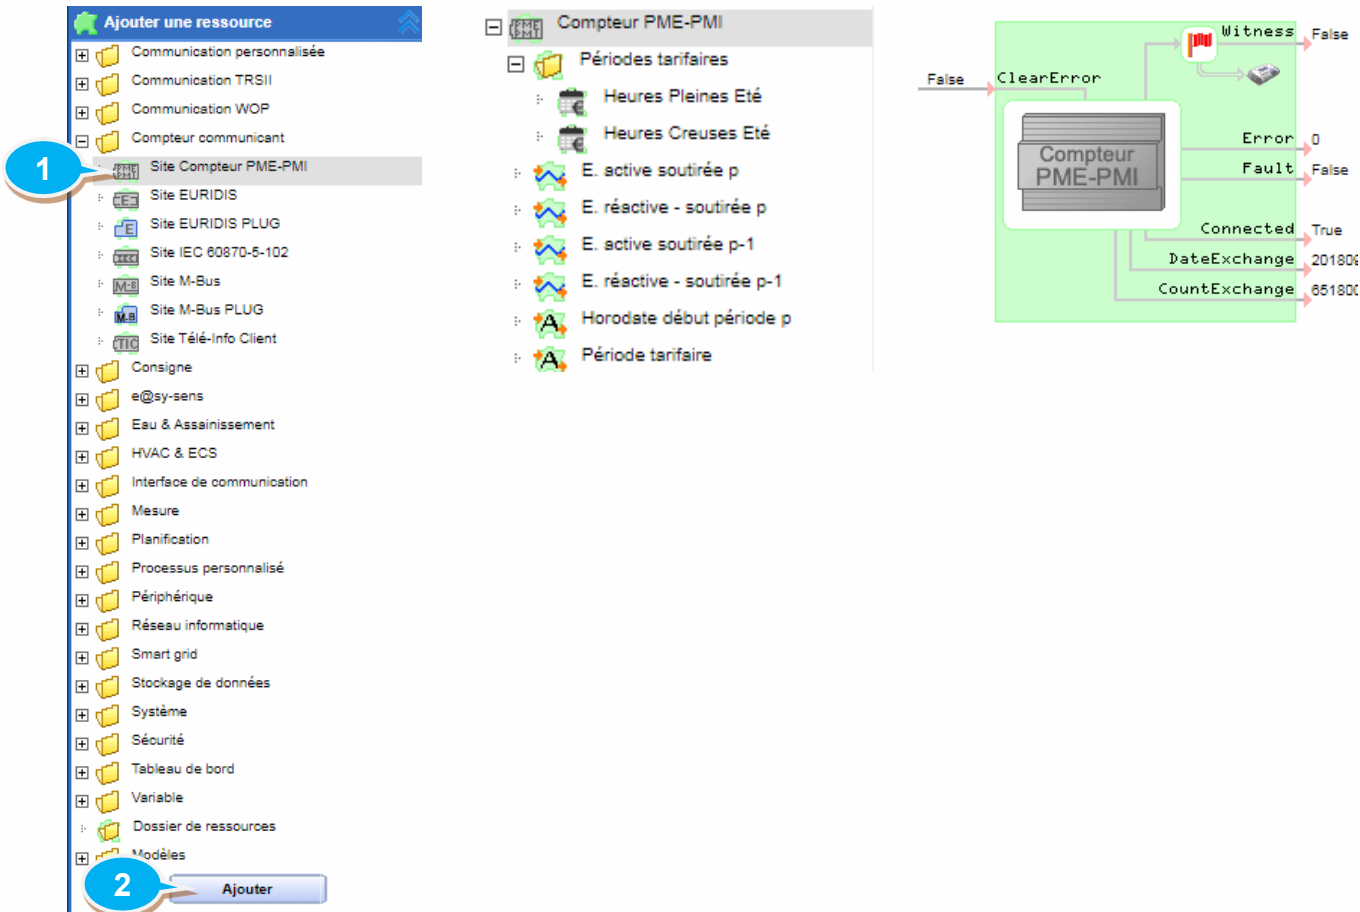 Ajouter une ressource
Communication personnalisée
Communication TRSII
Communication WOP
Compteur communicant
1
Site Compteur PME-PMI
Site EURIDIS
Site EURIDIS PLUG
Site IEC 60870-5-102
Site M-Bus
Site M-Bus PLUG
Site Télé-Info Client
Consigne
e@sy-sens
Eau & Assainissement
HVAC & ECS
Interface de communication
Mesure
Planification
Processus personnalisé
Périphérique
Réseau informatique
Smart grid
Stockage de données
Système
Sécurité
Tableau de bord
Variable
Dossier de ressources
Modèles
2
Ajouter
Compteur PME-PMI
Périodes tarifaires
Heures Pleines Eté
Heures Creuses Eté
E. active soutirée p
E. réactive - soutirée p
E. active soutirée p-1
E. réactive - soutirée p-1
Horodate début période p
Période tarifaire
Witness False
False ClearError
Compteur
PME-PMI
Error 0
Fault False
Connected True
DateExchange 201809
CountExchange 651800